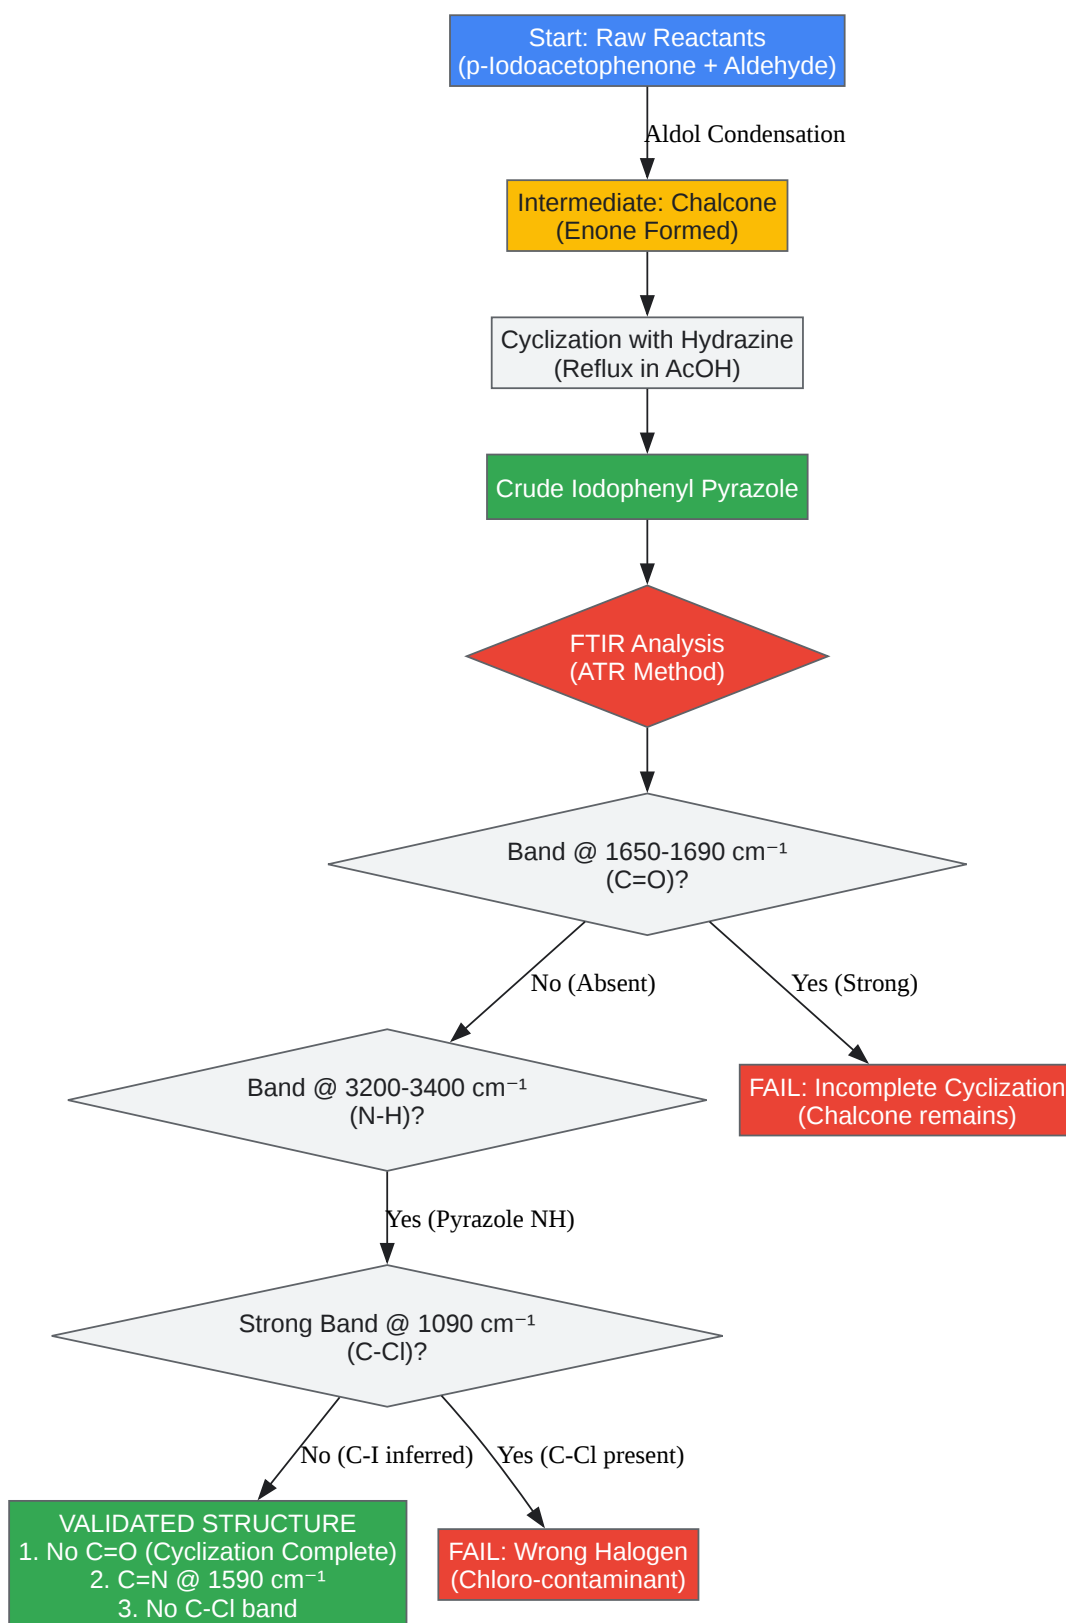 Start: Raw Reactants
(p-Iodoacetophenone + Aldehyde)
Aldol Condensation
Intermediate: Chalcone
(Enone Formed)
Cyclization with Hydrazine
(Reflux in AcOH)
Crude Iodophenyl Pyrazole
FTIR Analysis
(ATR Method)
Band @ 1650-1690 cm⁻¹
(C=O)?
No (Absent)
Yes (Strong)
Band @ 3200-3400 cm⁻¹
(N-H)?
FAIL: Incomplete Cyclization
(Chalcone remains)
Yes (Pyrazole NH)
Strong Band @ 1090 cm⁻¹
(C-Cl)?
No (C-I inferred)
Yes (C-Cl present)
VALIDATED STRUCTURE
1. No C=O (Cyclization Complete)
2. C=N @ 1590 cm⁻¹
3. No C-Cl band
FAIL: Wrong Halogen
(Chloro-contaminant)